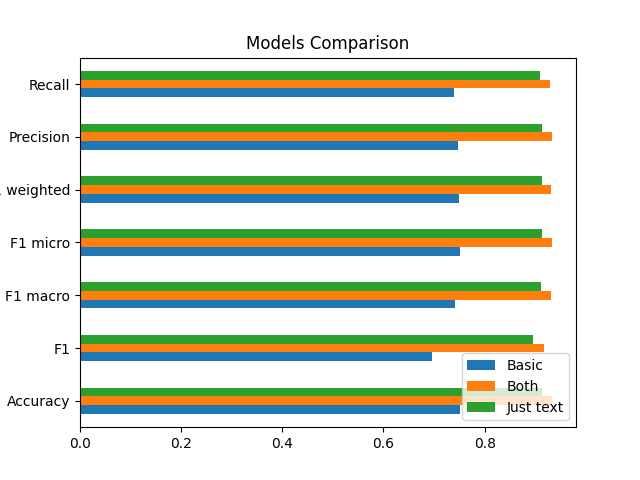 Models Comparison
Recall
Precision
weighted
F1 micro
F1 macro
F1
Accuracy
Basic
Both
Just text
0.0 0.2 0.4 0.6 0.8